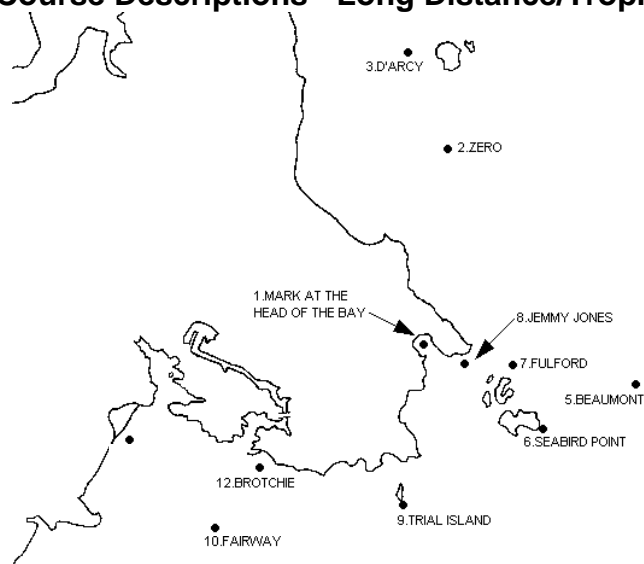 Course Descriptions - Long Distance/Tropi
3.D'ARCY
2.ZERO
1.MARK AT THE
HEAD OF THE BAY
8.JEMMY JONES
7.FULFORD
5.BEAUMONT
6.SEABIRD POINT
12.BROTCHIE
9.TRIAL ISLAND
10.FAIRWAY